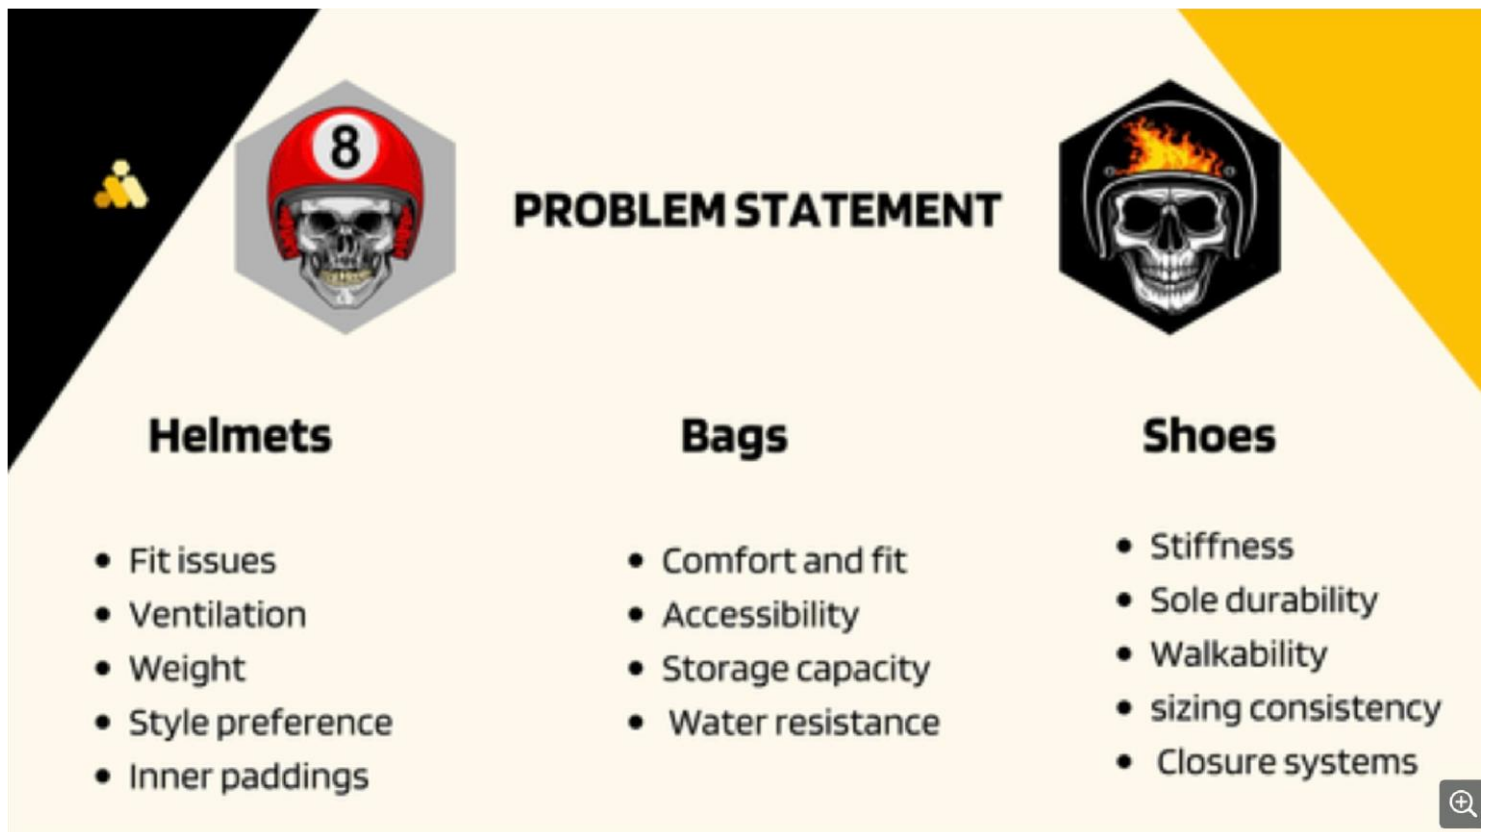 8
PROBLEM STATEMENT
Helmets
• Fit issues
• Ventilation
• Weight
• Style preference
• Inner paddings
Bags
• Comfort and fit
• Accessibility
• Storage capacity
• Water resistance
Shoes
• Stiffness
• Sole durability
• Walkability
• sizing consistency
• Closure systems